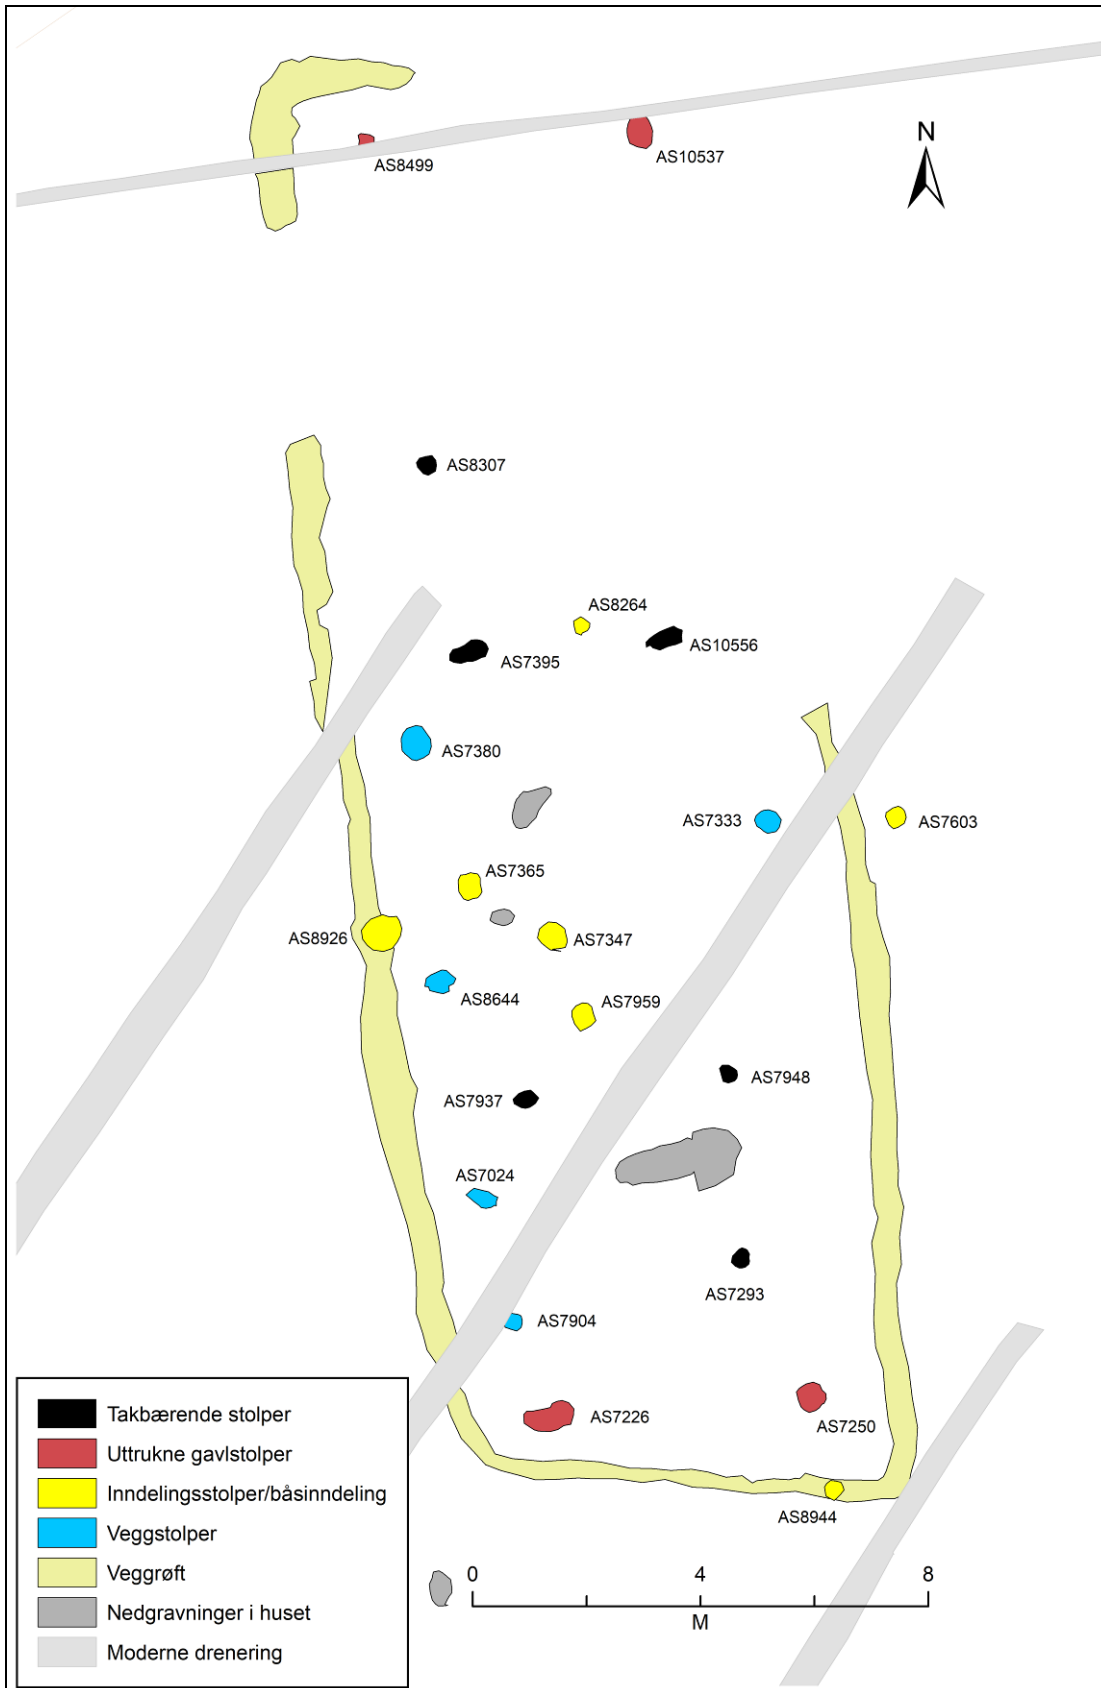 N
AS8499
AS10537
AS8307
AS8264
AS10556
AS7395
AS7380
AS7333
AS7603
AS7365
AS8926
AS7347
AS8644
AS7959
AS7948
AS7937
AS7024
AS7293
AS7904
AS7226
AS7250
AS8944
0 4 8
M
Takbærende stolper
Uttrukne gavlstolper
Inndelingsstolper/båsinndeling
Veggstolper
Veggrøft
Nedgravninger i huset
Moderne drenering